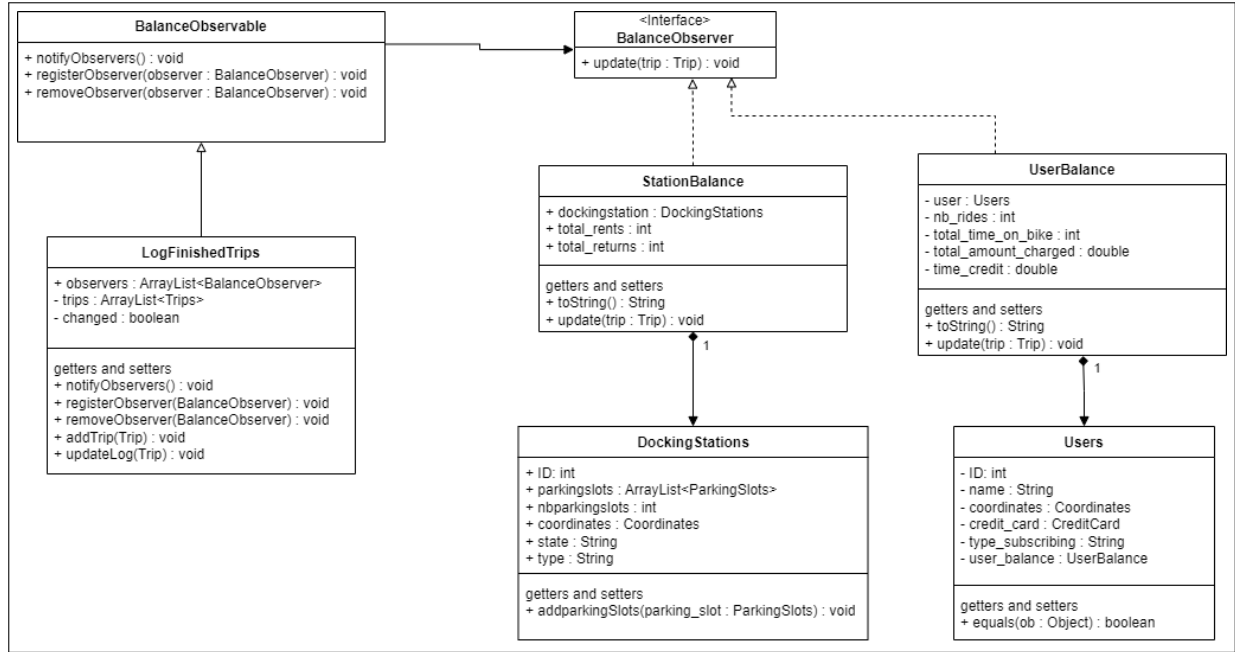 BalanceObservable
+ notifyObservers() : void
+ registerObserver(observer : BalanceObserver) : void
+ removeObserver(observer : BalanceObserver) : void
<Interface>
BalanceObserver
+ update(trip : Trip) : void
LogFinishedTrips
+ observers : ArrayList<BalanceObserver>
- trips : ArrayList<Trips>
- changed : boolean
getters and setters
+ notifyObservers() : void
+ registerObserver(BalanceObserver) : void
+ removeObserver(BalanceObserver) : void
+ addTrip(Trip) : void
+ updateLog(Trip) : void
StationBalance
+ dockingstation : DockingStations
+ total_rents : int
+ total_returns : int
getters and setters
+ toString() : String
+ update(trip : Trip) : void
1
UserBalance
- user : Users
- nb_rides : int
- total_time_on_bike : int
- total_amount_charged : double
- time_credit : double
getters and setters
+ toString() : String
+ update(trip : Trip) : void
1
DockingStations
+ ID: int
+ parkingslots : ArrayList<ParkingSlots>
+ nbparkingslots : int
+ coordinates : Coordinates
+ state : String
+ type : String
getters and setters
+ addparkingSlots(parking_slot : ParkingSlots) : void
Users
- ID: int
- name : String
- coordinates : Coordinates
- credit_card : CreditCard
- type_subscribing : String
- user_balance : UserBalance
getters and setters
+ equals(ob : Object) : boolean